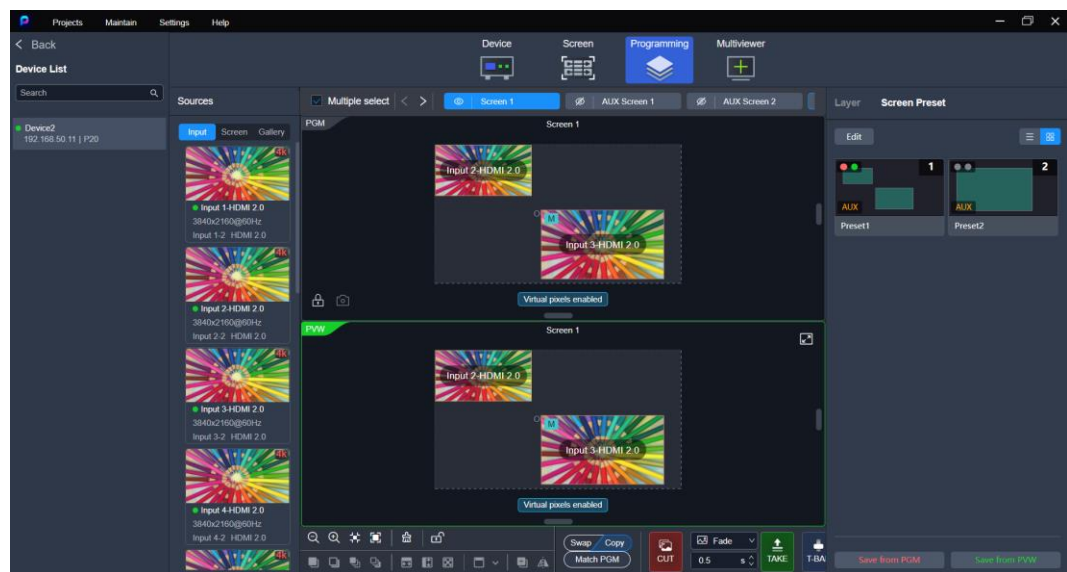 Projects Maintain Settings Help
Back
Device Screen Programming Multiviewer
Device List
Search
Device2
192.168.50.11 | P20
Sources
Input Screen Gallery
4k
Input 1-HDMI 2.0
3840x2160@60Hz
Input 1-2 HDMI 2.0
4k
Input 2-HDMI 2.0
3840x2160@60Hz
Input 2-2 HDMI 2.0
4k
Input 3-HDMI 2.0
3840x2160@60Hz
Input 3-2 HDMI 2.0
4k
Input 4-HDMI 2.0
3840x2160@60Hz
Input 4-2 HDMI 2.0
4k
Multiple select Screen 1 AUX Screen 1 AUX Screen 2
PGM Screen 1
Input 2-HDMI 2.0
M
Input 3-HDMI 2.0
Virtual pixels enabled
PVW Screen 1
Input 2-HDMI 2.0
M
Input 3-HDMI 2.0
Virtual pixels enabled
Swap Copy
Match PGM
CUT
Fade
0.5 s
TAKE
T-BA
Layer Screen Preset
Edit
1
AUX
Preset1
2
AUX
Preset2
Save from PGM Save from PVW